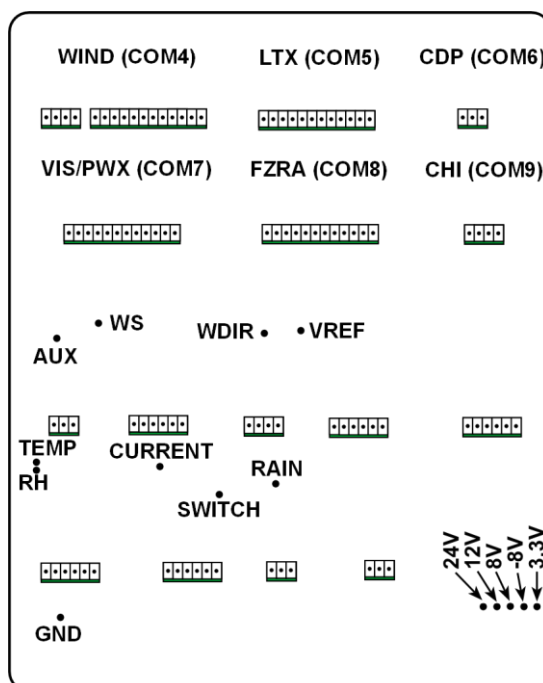 WIND (COM4)
LTX (COM5)
CDP (COM6)
VIS/PWX (COM7)
FZRA (COM8)
CHI (COM9)
WS
WDIR
VREF
AUX
TEMP
CURRENT
RAIN
RH
SWITCH
24V
12V
8V
-8V
3.3V
GND